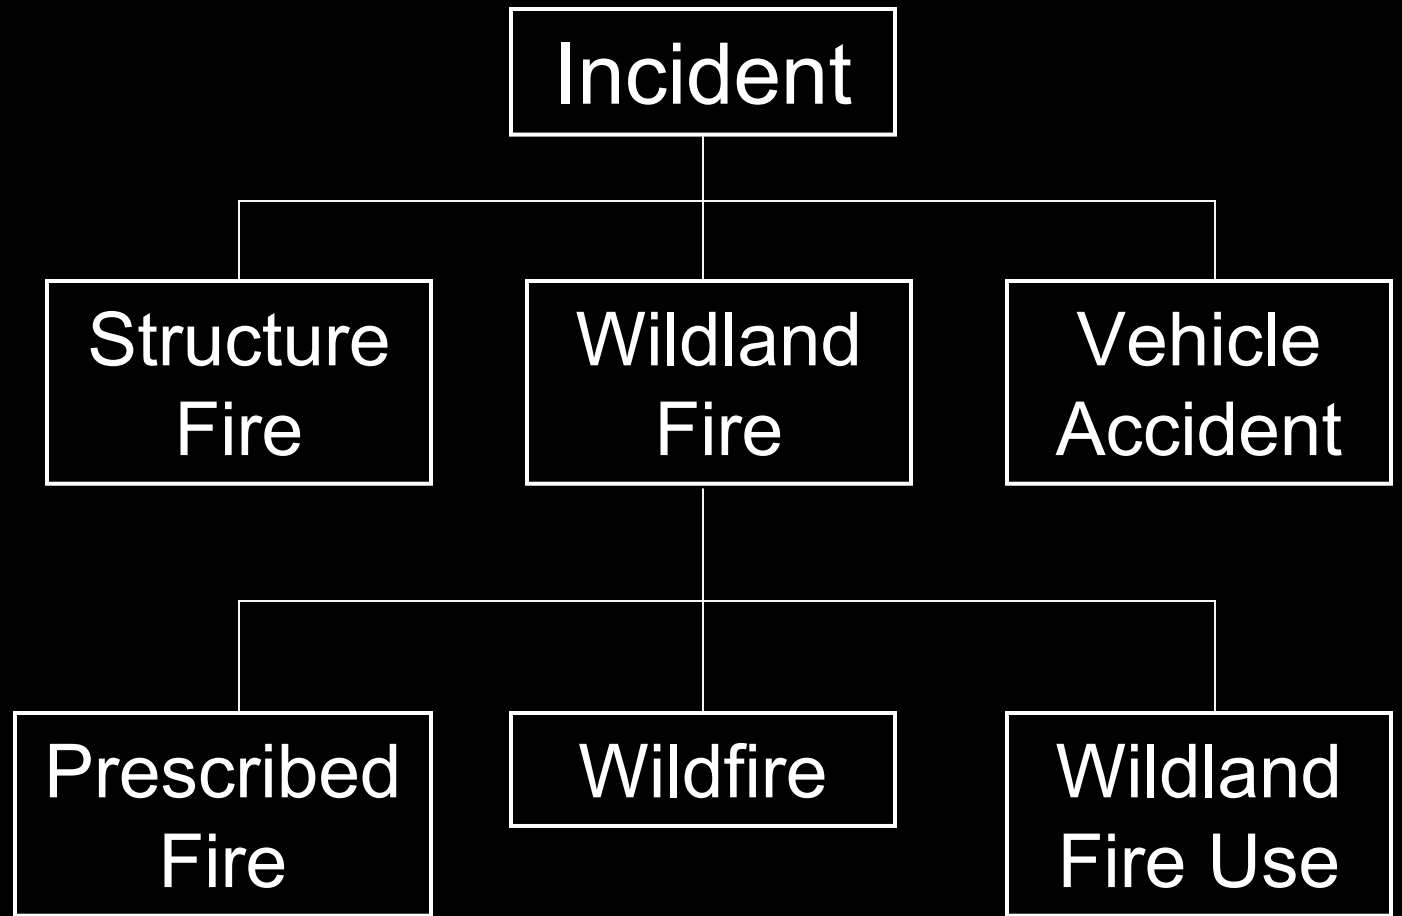 Incident
Structure
Fire
Wildland
Fire
Vehicle
Accident
Prescribed
Fire
Wildfire
Wildland
Fire Use